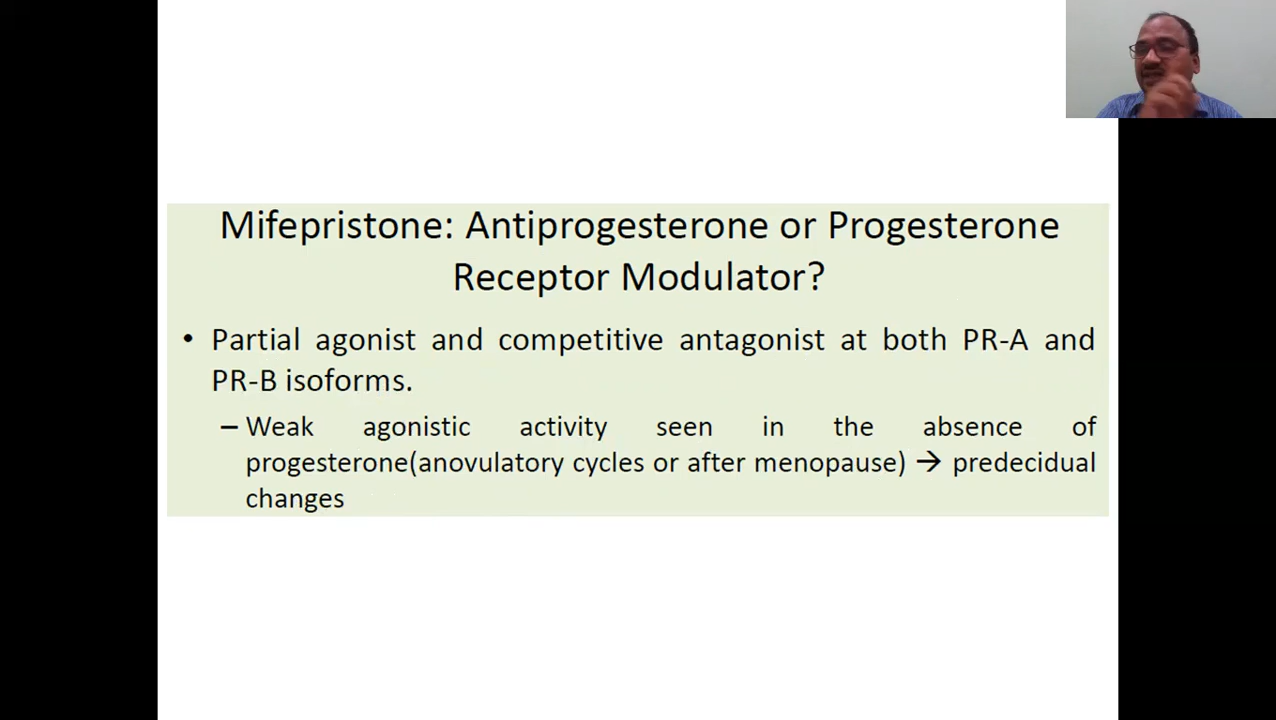 Mifepristone: Antiprogesterone or Progesterone
Receptor Modulator?
• Partial agonist and competitive antagonist at both PR-A and
PR-B isoforms.
– Weak agonistic activity seen in the absence of
progesterone(anovulatory cycles or after menopause) → predecidual
changes